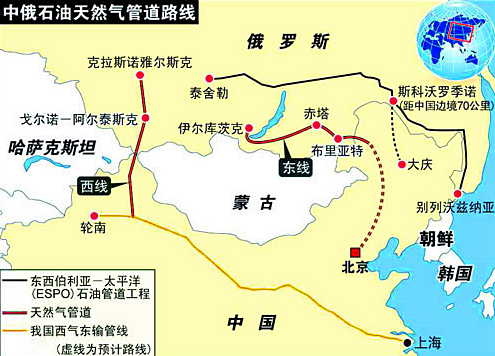 中俄石油天然气管道路线
俄罗斯
克拉斯诺雅尔斯克
泰舍勒
斯科沃罗季诺
(距中国边境70公里)
戈尔诺－阿尔泰斯克
伊尔库茨克
赤塔
布里亚特
哈萨克斯坦
东线
大庆
西线
蒙古
别列沃兹纳亚
轮南
朝鲜
北京
韩国
东西伯利亚－太平洋
(ESPO)石油管道工程
天然气管道
我国西气东输管线
(虚线为预计路线)
中国
上海